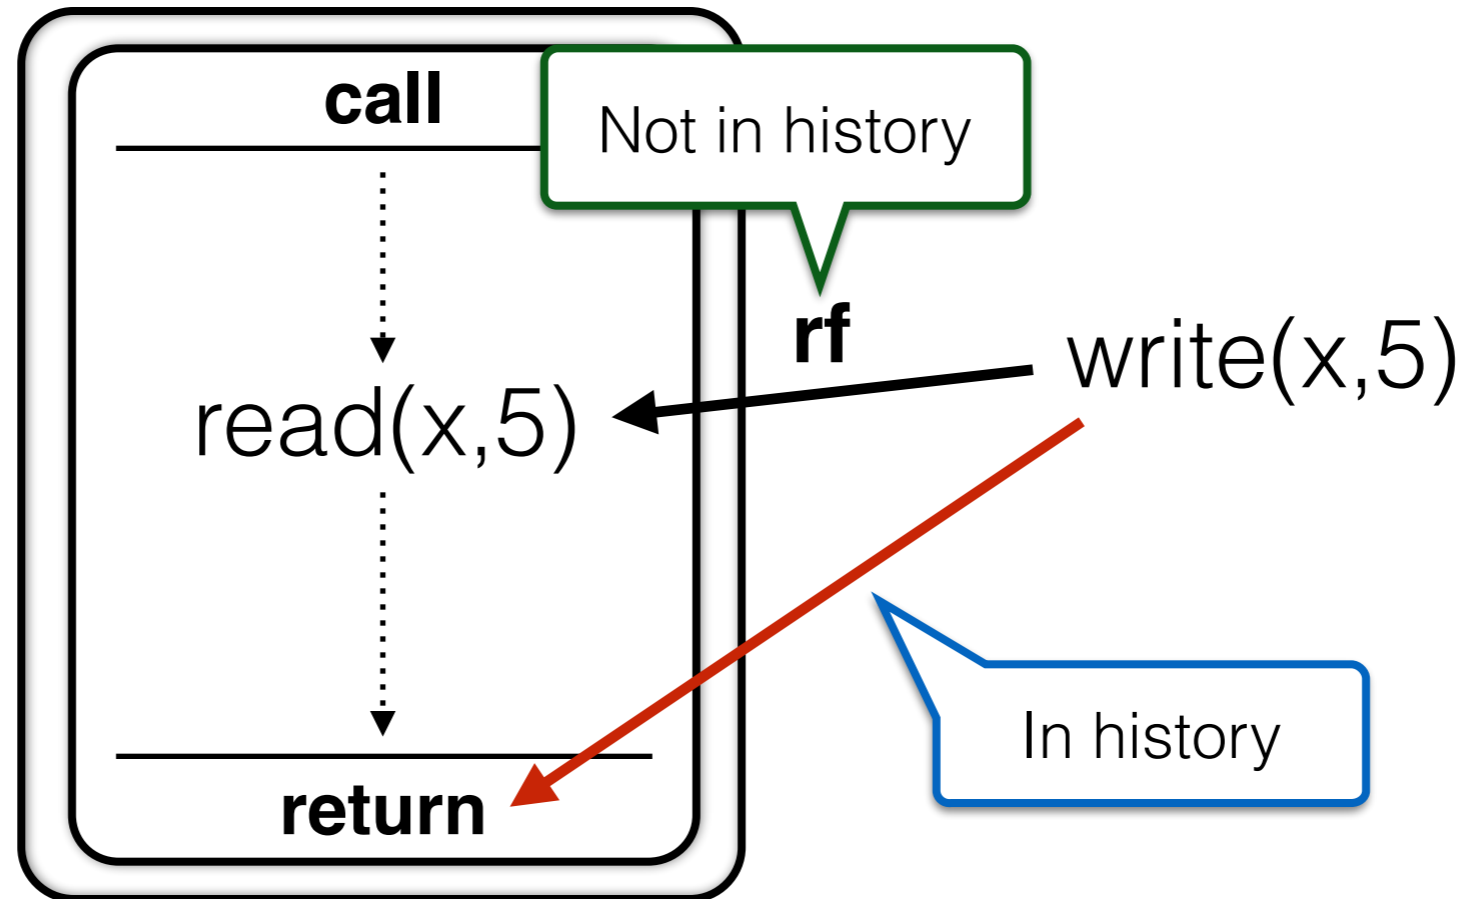 call
Not in history
rf
write(x,5)
read(x,5)
In history
return